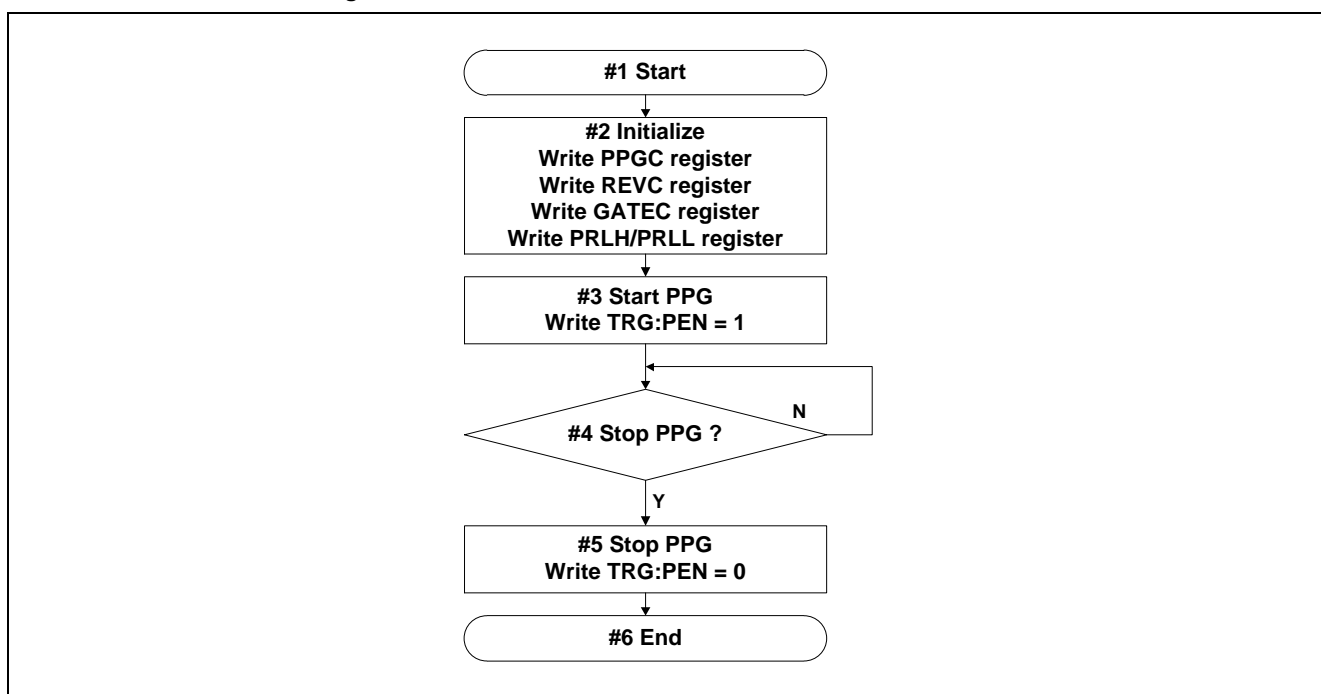 #1 Start
#2 Initialize
Write PPGC register
Write REVC register
Write GATEC register
Write PRLH/PRLL register
#3 Start PPG
Write TRG:PEN = 1
N
#4 Stop PPG ?
Y
#5 Stop PPG
Write TRG:PEN = 0
#6 End